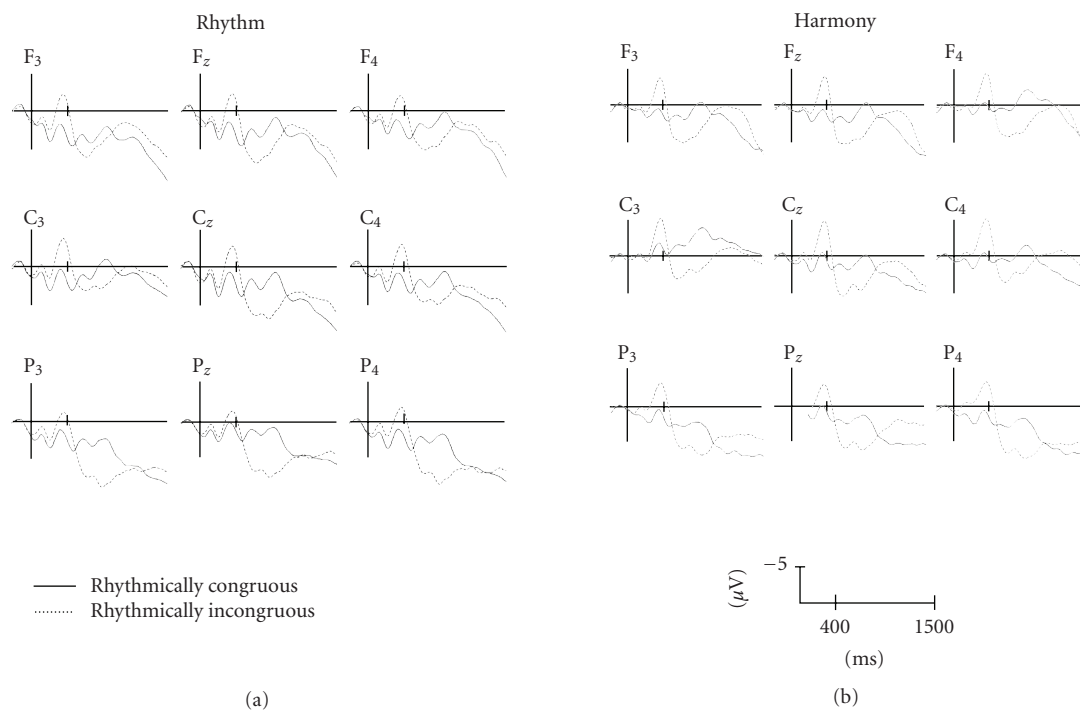 Rhythm
F3 Fz F4
C3 Cz C4
P3 Pz P4
Rhythmically congruous
Rhythmically incongruous
(a)
Harmony
F3 Fz F4
C3 Cz C4
P3 Pz P4
−5
(μV)
400 1500
(ms)
(b)